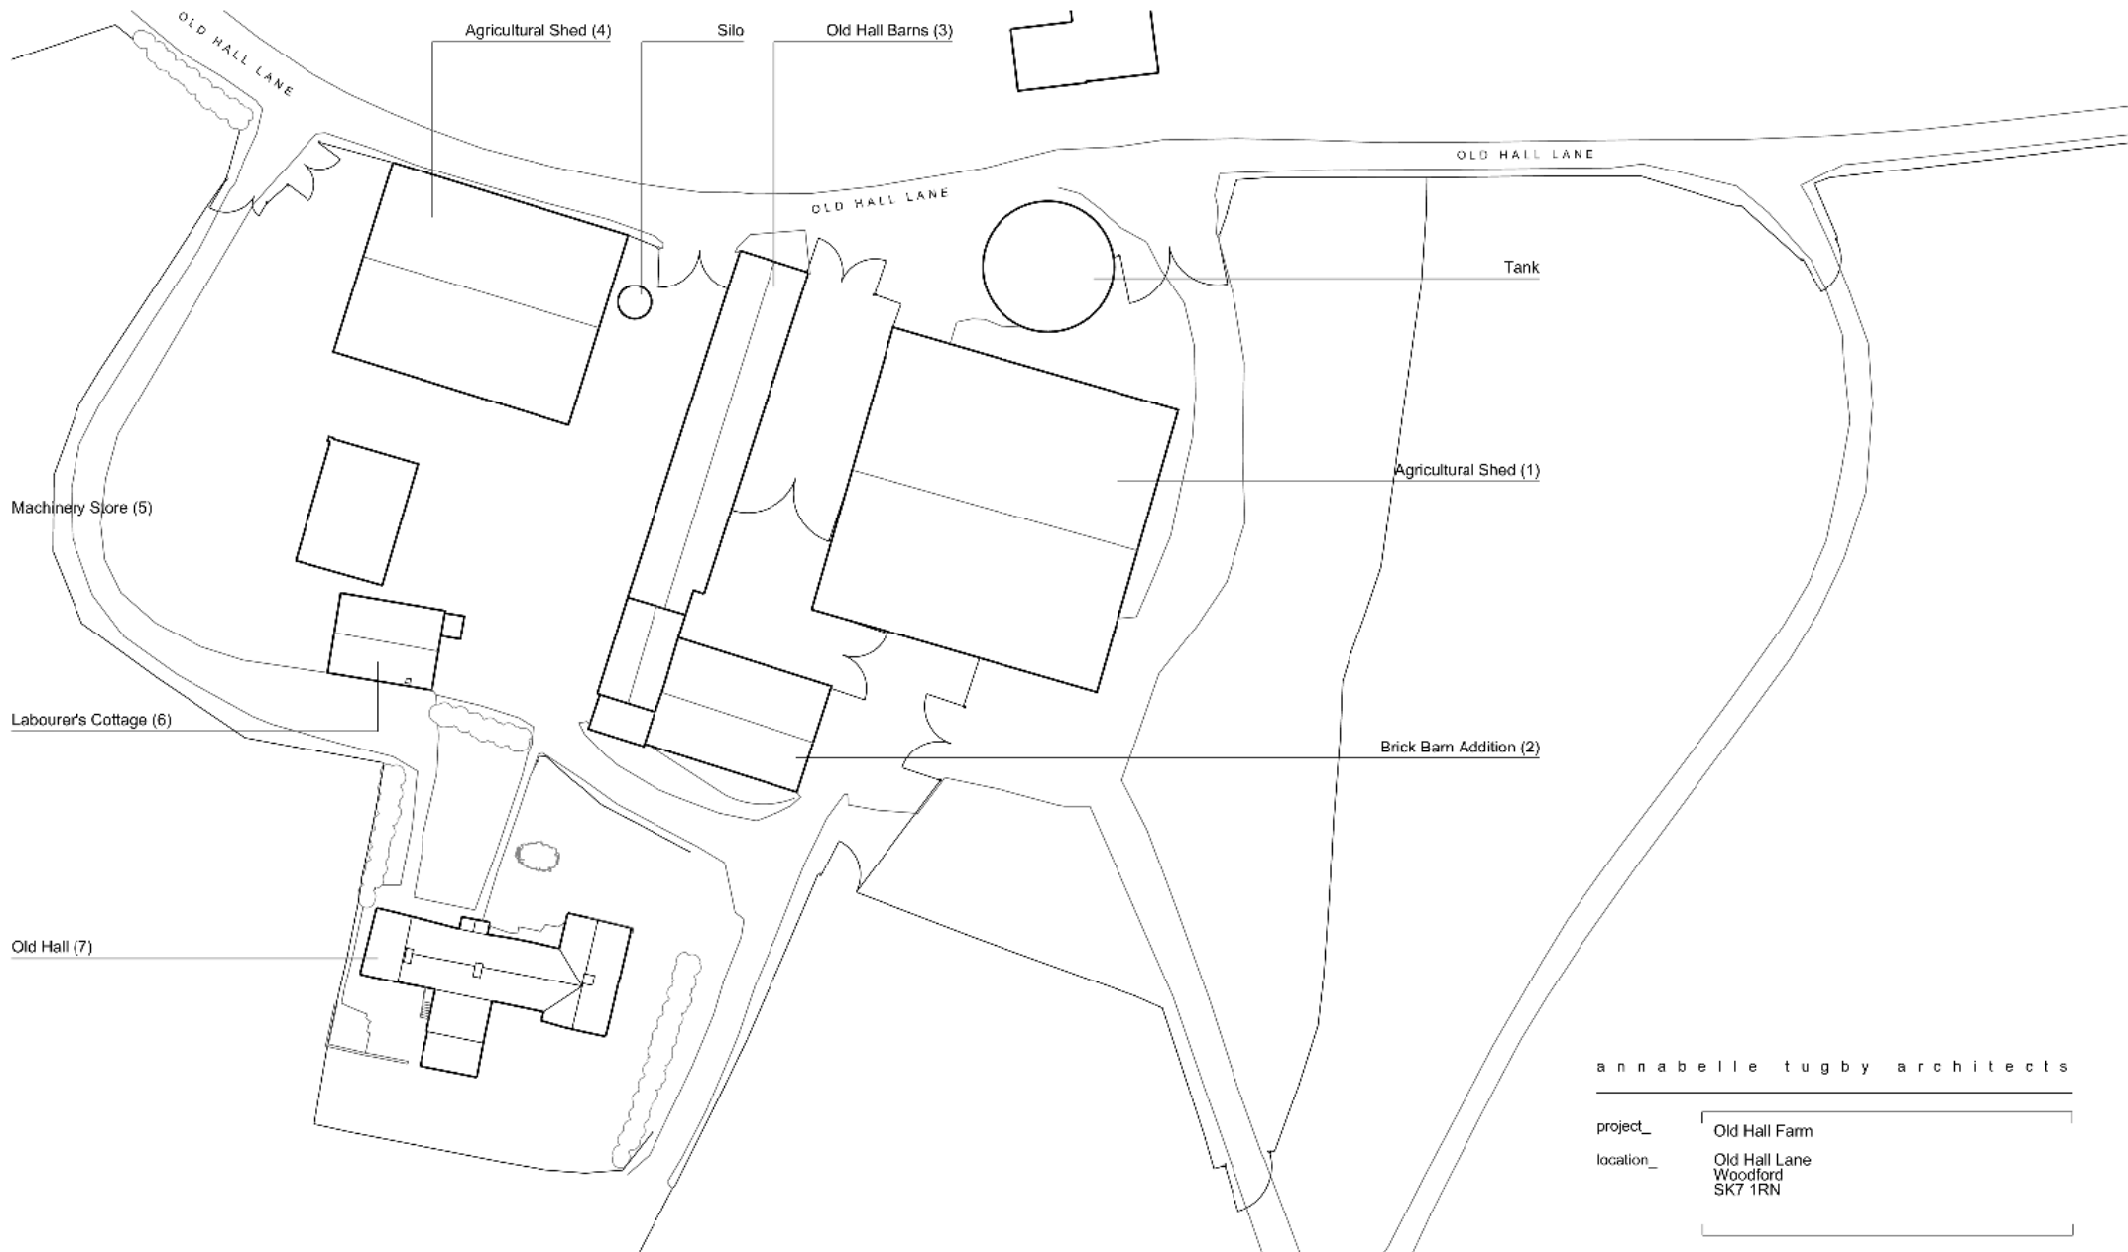 OLD HALL LANE
Agricultural Shed (4)
Silo
Old Hall Barns (3)
OLD HALL LANE
OLD HALL LANE
Tank
Agricultural Shed (1)
Machinery Store (5)
Labourer's Cottage (6)
Brick Barn Addition (2)
Old Hall (7)
annabelle tugby architects
project_
Old Hall Farm
location_
Old Hall Lane
Woodford
SK7 1RN